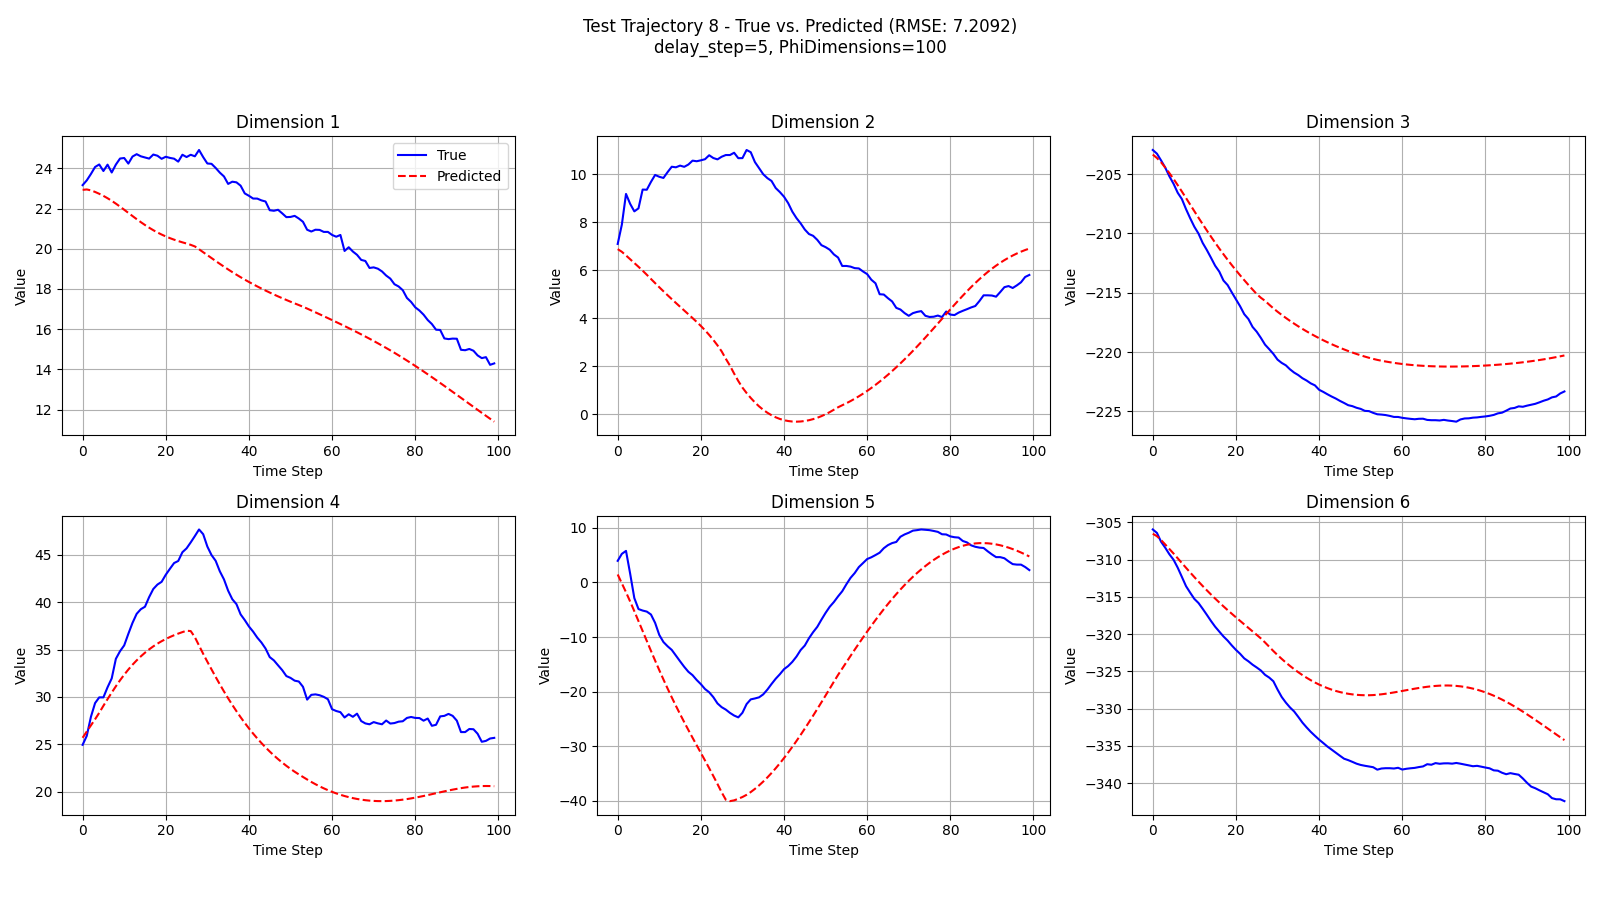 Test Trajectory 8 - True vs. Predicted (RMSE: 7.2092)
delay_step=5, PhiDimensions=100
Dimension 1
True
Predicted
24
22
20
18
16
14
12
Value
0 20 40 60 80 100
Time Step
Dimension 2
10
8
6
4
2
0
Value
0 20 40 60 80 100
Time Step
Dimension 3
−205
−210
−215
−220
−225
Value
0 20 40 60 80 100
Time Step
Dimension 4
45
40
35
30
25
20
Value
0 20 40 60 80 100
Time Step
Dimension 5
10
0
−10
−20
−30
−40
Value
0 20 40 60 80 100
Time Step
Dimension 6
−305
−310
−315
−320
−325
−330
−335
−340
Value
0 20 40 60 80 100
Time Step